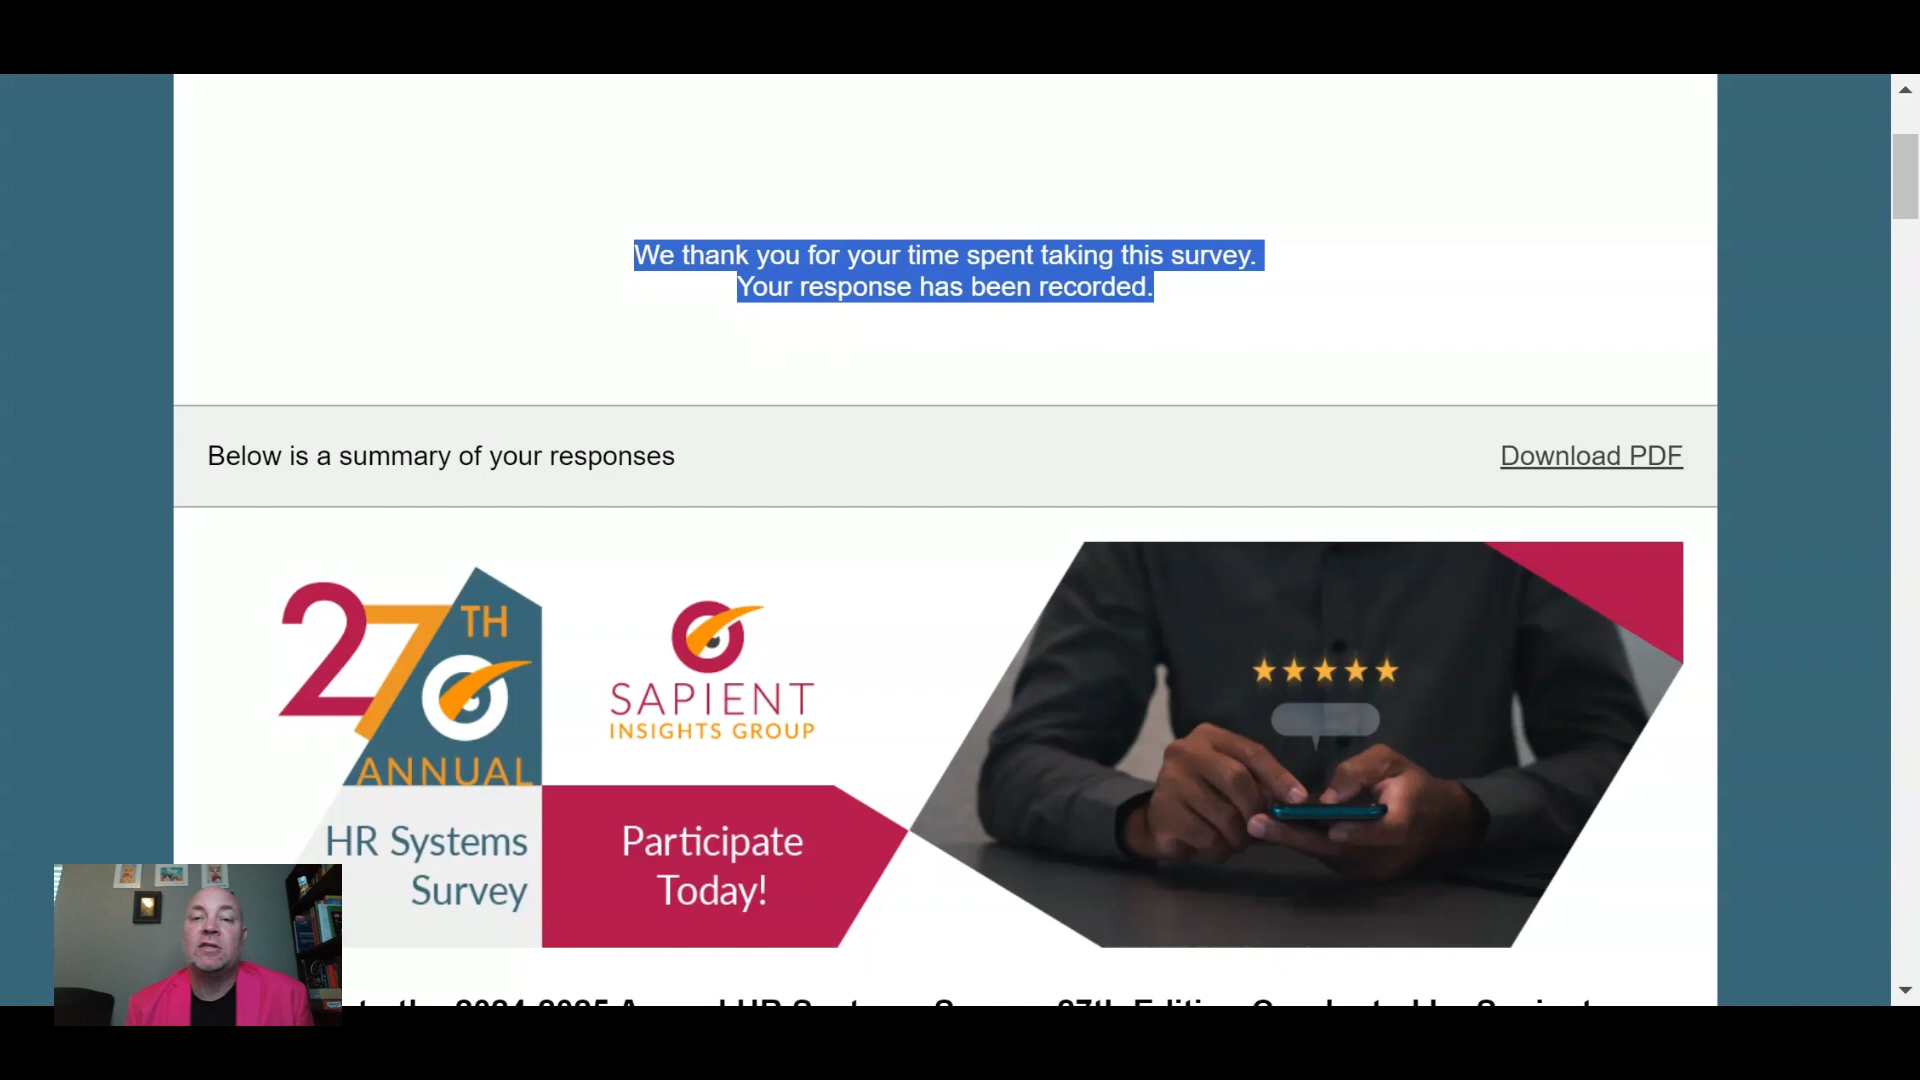 We thank you for your time spent taking this survey.
Your response has been recorded.
Below is a summary of your responses
Download PDF
27TH
ANNUAL
HR Systems
Survey
SAPIENT
INSIGHTS GROUP
Participate
Today!